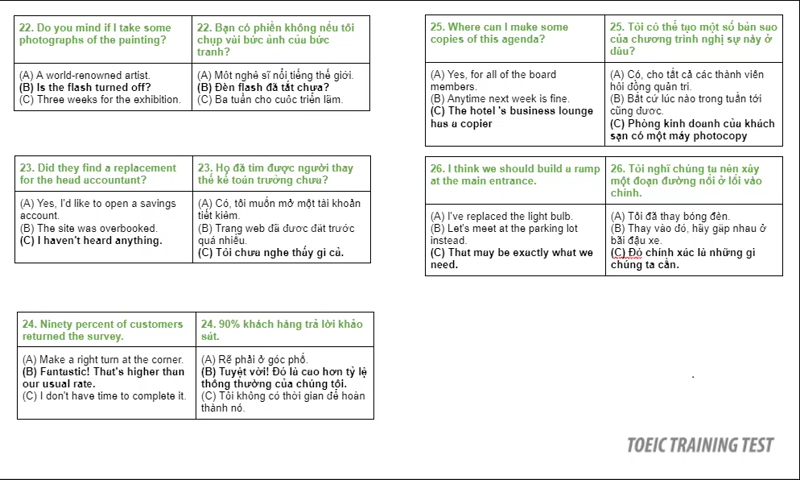 22. Do you mind if I take some
photographs of the painting?
22. Bạn có phiền không nếu tôi
chụp vài bức ảnh của bức
tranh?
(A) A world-renowned artist.
(B) Is the flash turned off?
(C) Three weeks for the exhibition.
(A) Một nghệ sĩ nổi tiếng thế giới.
(B) Đèn flash đã tắt chưa?
(C) Ba tuần cho cuộc triển lãm.
23. Did they find a replacement
for the head accountant?
23. Họ đã tìm được người thay
thế kế toán trưởng chưa?
(A) Yes, I'd like to open a savings
account.
(B) The site was overbooked.
(C) I haven't heard anything.
(A) Có, tôi muốn mở một tài khoản
tiết kiệm.
(B) Trang web đã được đặt trước
quá nhiều.
(C) Tôi chưa nghe thấy gì cả.
24. Ninety percent of customers
returned the survey.
24. 90% khách hàng trả lời khảo
sát.
(A) Make a right turn at the corner.
(B) Fantastic! That's higher than
our usual rate.
(C) I don't have time to complete it.
(A) Rẽ phải ở góc phố.
(B) Tuyệt vời! Đó là cao hơn tỷ lệ
thông thường của chúng tôi.
(C) Tôi không có thời gian để hoàn
thành nó.
25. Where can I make some
copies of this agenda?
25. Tôi có thể tạo một số bản sao
của chương trình nghị sự này ở
đâu?
(A) Yes, for all of the board
members.
(B) Anytime next week is fine.
(C) The hotel 's business lounge
has a copier
(A) Có, cho tất cả các thành viên
hội đồng quản trị.
(B) Bất cứ lúc nào trong tuần tới
cũng được.
(C) Phòng kinh doanh của khách
sạn có một máy photocopy
26. I think we should build a ramp
at the main entrance.
26. Tôi nghĩ chúng ta nên xây
một đoạn đường nối ở lối vào
chính.
(A) I've replaced the light bulb.
(B) Let's meet at the parking lot
instead.
(C) That may be exactly what we
need.
(A) Tôi đã thay bóng đèn.
(B) Thay vào đó, hãy gặp nhau ở
bãi đậu xe.
(C) Đó chính xác là những gì
chúng ta cần.
TOEIC TRAINING TEST